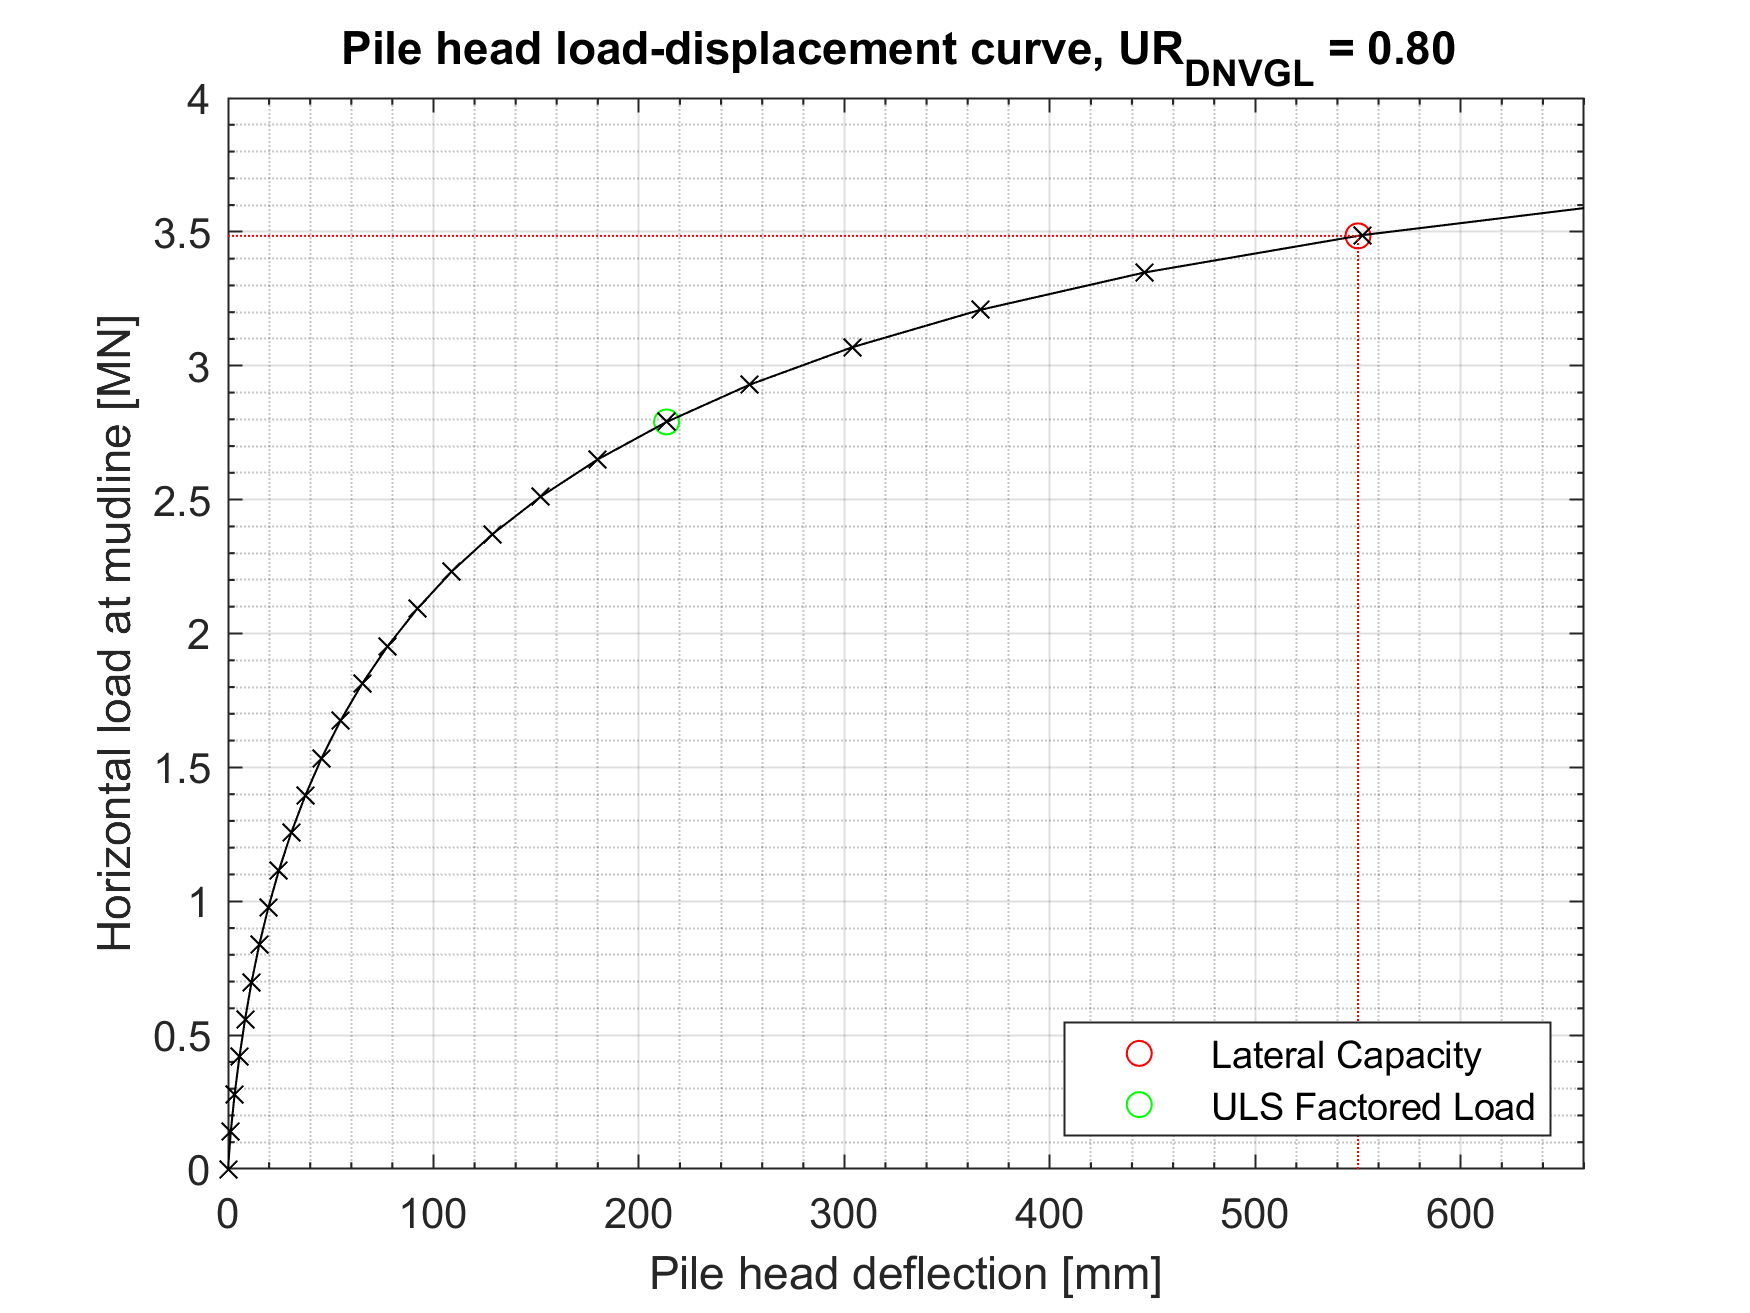 Pile head load-displacement curve, UR_DNVGL = 0.80
Horizontal load at mudline [MN]
4
3.5
3
2.5
2
1.5
1
0.5
0
0 100 200 300 400 500 600
Pile head deflection [mm]
Lateral Capacity
ULS Factored Load